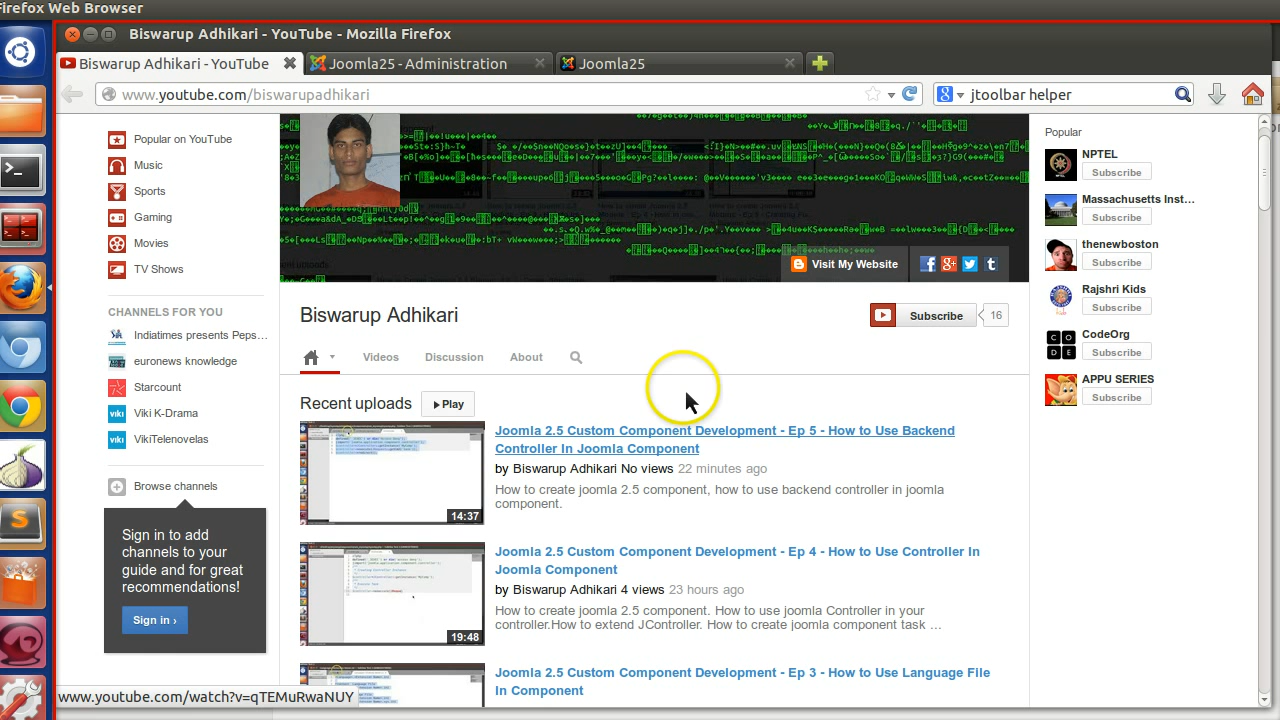 Firefox Web Browser
Biswarup Adhikari - YouTube - Mozilla Firefox
Biswarup Adhikari - YouTube
Joomla25 - Administration
Joomla25
www.youtube.com/biswarupadhikari
jtoolbar helper
Popular on YouTube
Music
Sports
Gaming
Movies
TV Shows
CHANNELS FOR YOU
Indiatimes presents Peps...
euronews knowledge
Starcount
Viki K-Drama
VikiTelenovelas
Browse channels
Sign in to add
channels to your
guide and for great
recommendations!
Sign in ›
Visit My Website
Biswarup Adhikari
Subscribe
16
Videos
Discussion
About
Recent uploads
Play
14:37
Joomla 2.5 Custom Component Development - Ep 5 - How to Use Backend
Controller In Joomla Component
by Biswarup Adhikari No views 22 minutes ago
How to create joomla 2.5 component, how to use backend controller in joomla
component.
19:48
Joomla 2.5 Custom Component Development - Ep 4 - How to Use Controller In
Joomla Component
by Biswarup Adhikari 4 views 23 hours ago
How to create joomla 2.5 component. How to use joomla Controller in your
controller.How to extend JController. How to create joomla component task ...
Joomla 2.5 Custom Component Development - Ep 3 - How to Use Language File
In Component
Popular
NPTEL
Subscribe
Massachusetts Inst...
Subscribe
thenewboston
Subscribe
Rajshri Kids
Subscribe
CodeOrg
Subscribe
APPU SERIES
Subscribe
www.youtube.com/watch?v=qTEMuRwaNUY